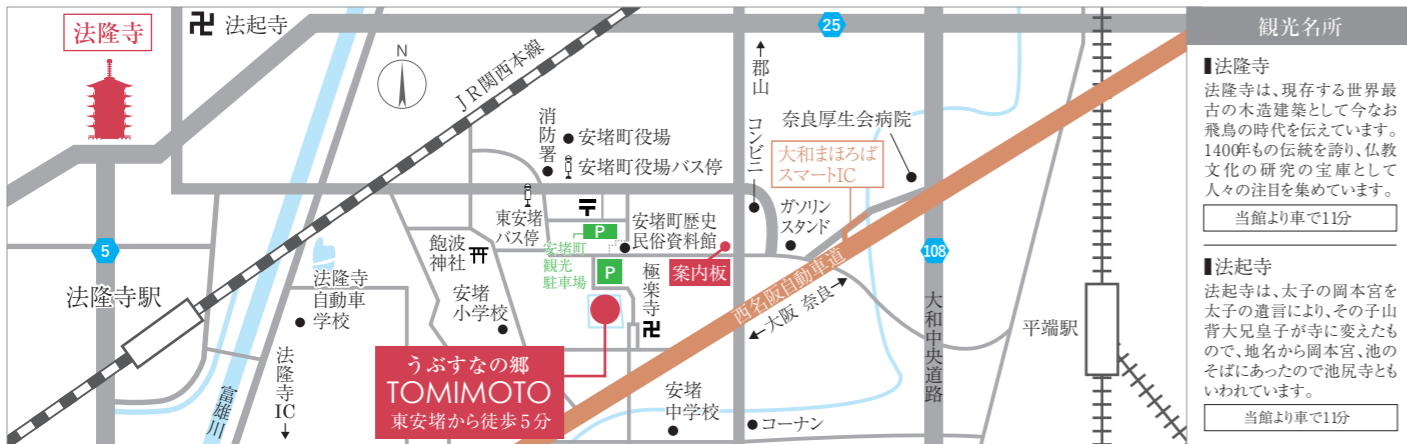 法隆寺
卍 法起寺
N
JR関西本線
25
↑郡山
コンビニ
奈良厚生会病院
大和まほろば
スマートIC
消防署
安堵町役場
安堵町役場バス停
東安堵
バス停
〒
P
安堵町歴史
民俗資料館
ガソリン
スタンド
安堵町
観光
駐車場
P
案内板
極楽寺
卍
飽波
神社
安堵
小学校
5
108
法隆寺駅
法隆寺
自動車
学校
法隆寺IC↓
富雄川
西名阪自動車道
←大阪 奈良→
大和中央道路
平端駅
うぶすなの郷
TOMIMOTO
東安堵から徒歩5分
安堵
中学校
コーナン
観光名所
法隆寺
法隆寺は、現存する世界最
古の木造建築として今なお
飛鳥の時代を伝えています。
1400年もの伝統を誇り、仏教
文化の研究の宝庫として
人々の注目を集めています。
当館より車で11分
法起寺
法起寺は、太子の岡本宮を
太子の遺言により、その子山
背大兄皇子が寺に変えたも
ので、地名から岡本宮、池の
そばにあったので池尻寺とも
いわれています。
当館より車で11分